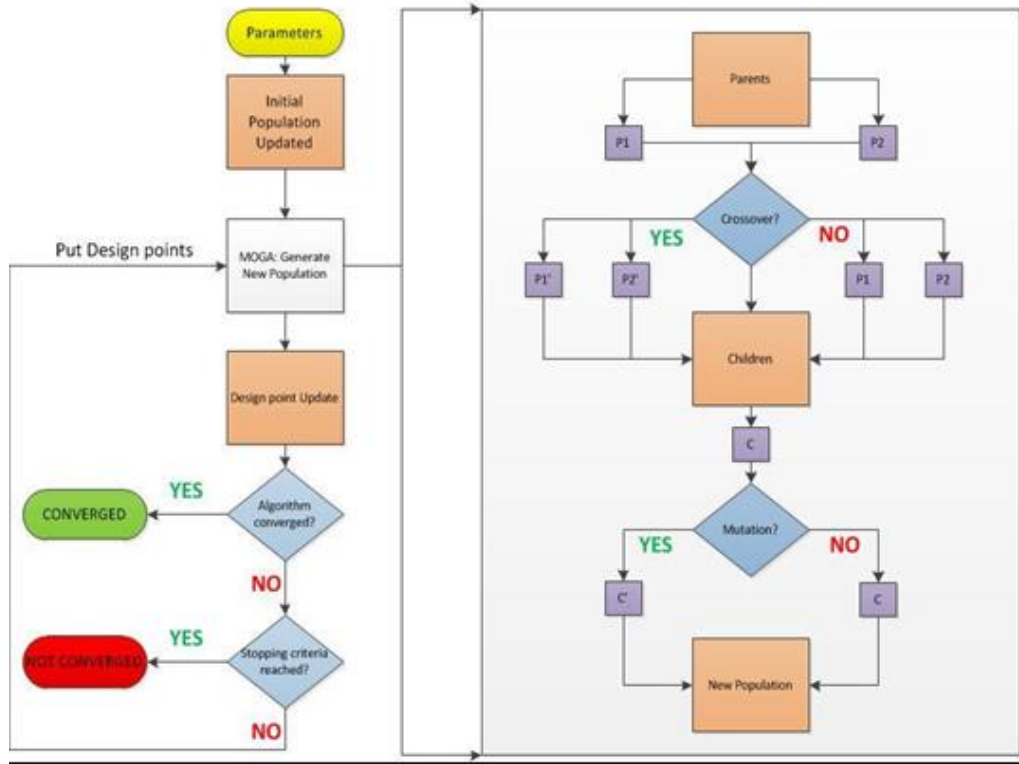 Parameters
Initial
Population
Updated
Put Design points
MOGA: Generate
New Population
Design point Update
Algorithm
converged?
YES
CONVERGED
NO
Stopping criteria
reached?
YES
NOT CONVERGED
NO
Parents
P1
P2
Crossover?
YES
NO
P1'
P2'
P1
P2
Children
C
Mutation?
YES
NO
C'
C
New Population